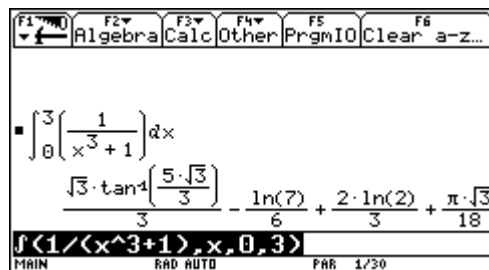 F1 F2 F3 F4 F5 F6
Algebra Calc Other PrgmIO Clear a-z…
∫₀³(1/(x³ + 1))dx
√3·tan⁻¹(5·√3/3)/3 − ln(7)/6 + 2·ln(2)/3 + π·√3/18
∫(1/(x^3+1),x,0,3)
MAIN RAD AUTO PAR 1/30